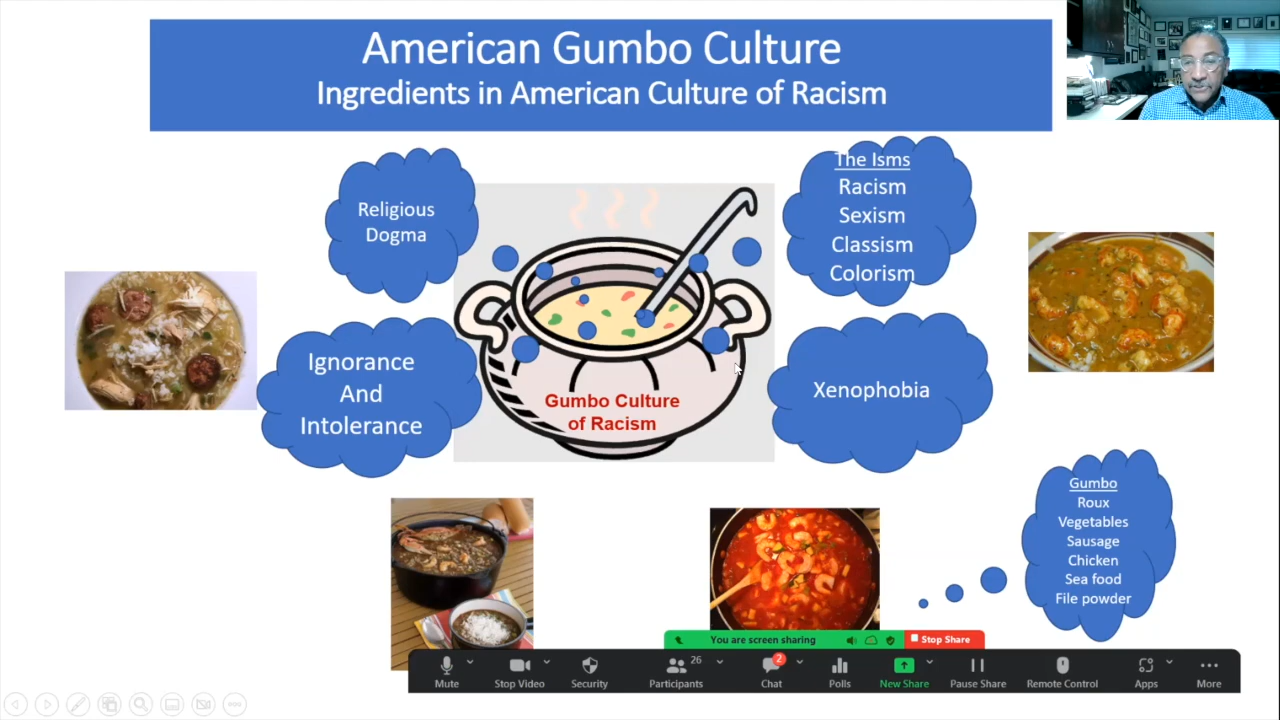 American Gumbo Culture
Ingredients in American Culture of Racism
Religious
Dogma
The Isms
Racism
Sexism
Classism
Colorism
Ignorance
And
Intolerance
Gumbo Culture
of Racism
Xenophobia
Gumbo
Roux
Vegetables
Sausage
Chicken
Sea food
File powder
You are screen sharing
Stop Share
26
2
Mute
Stop Video
Security
Participants
Chat
Polls
New Share
Pause Share
Remote Control
Apps
More